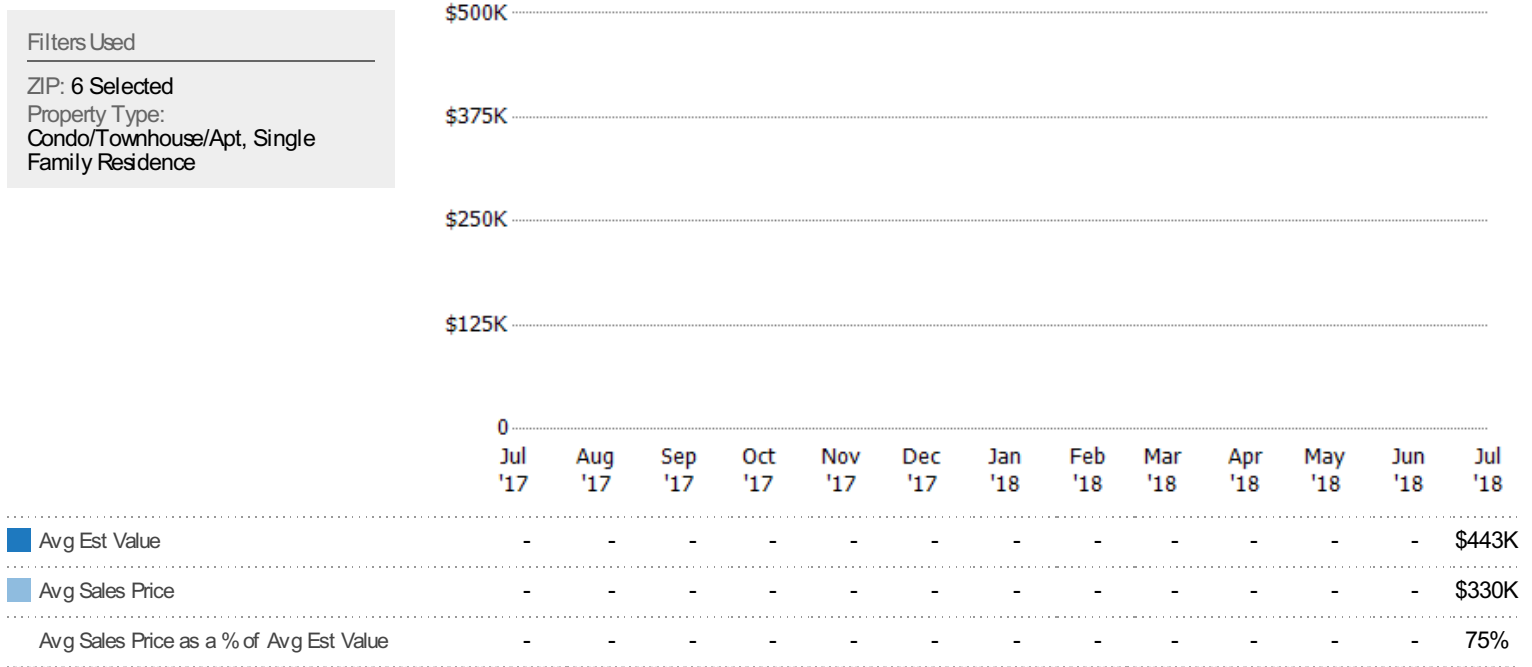 Filters Used
ZIP: 6 Selected
Property Type:
Condo/Townhouse/Apt, Single
Family Residence
$500K
$375K
$250K
$125K
0
Jul Aug Sep Oct Nov Dec Jan Feb Mar Apr May Jun Jul
'17 '17 '17 '17 '17 '17 '18 '18 '18 '18 '18 '18 '18
Avg Est Value - - - - - - - - - - - - $443K
Avg Sales Price - - - - - - - - - - - - $330K
Avg Sales Price as a % of Avg Est Value - - - - - - - - - - - - 75%